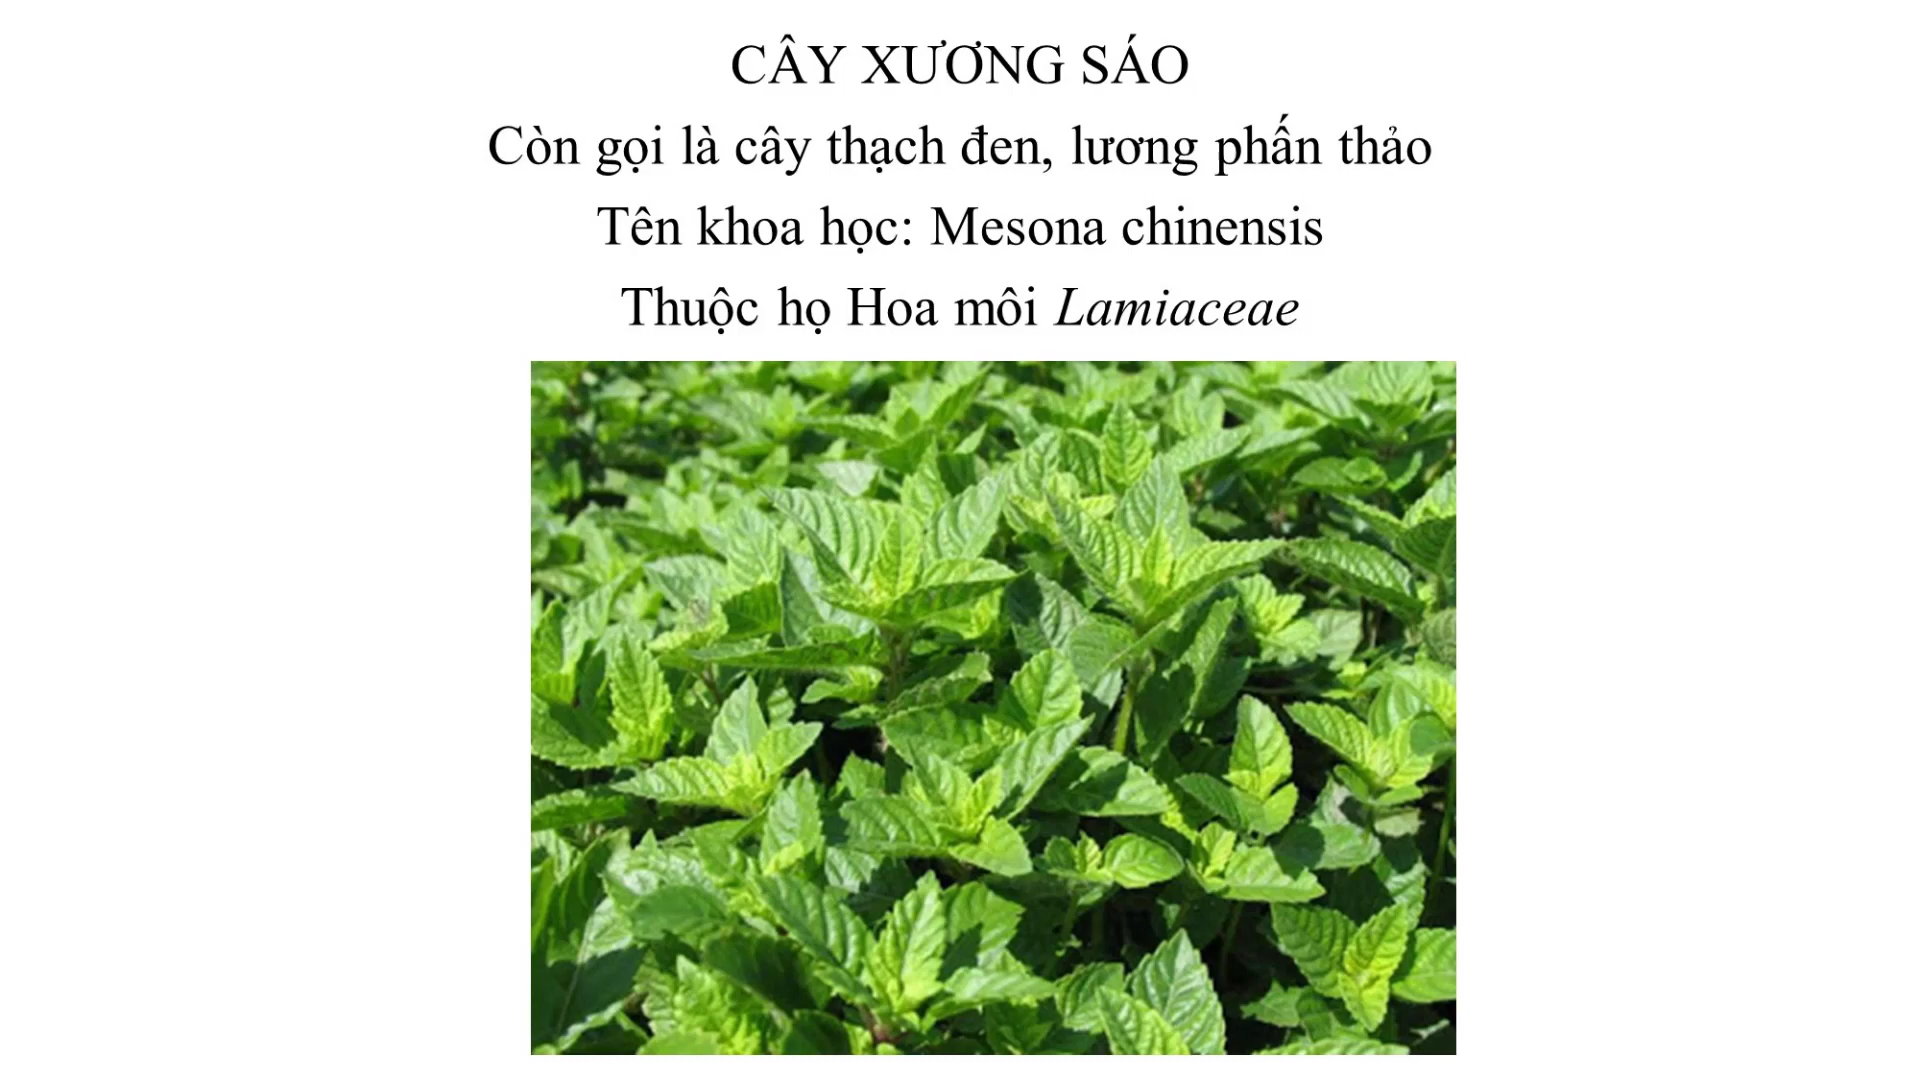 CÂY XƯƠNG SÁO
Còn gọi là cây thạch đen, lương phấn thảo
Tên khoa học: Mesona chinensis
Thuộc họ Hoa môi Lamiaceae